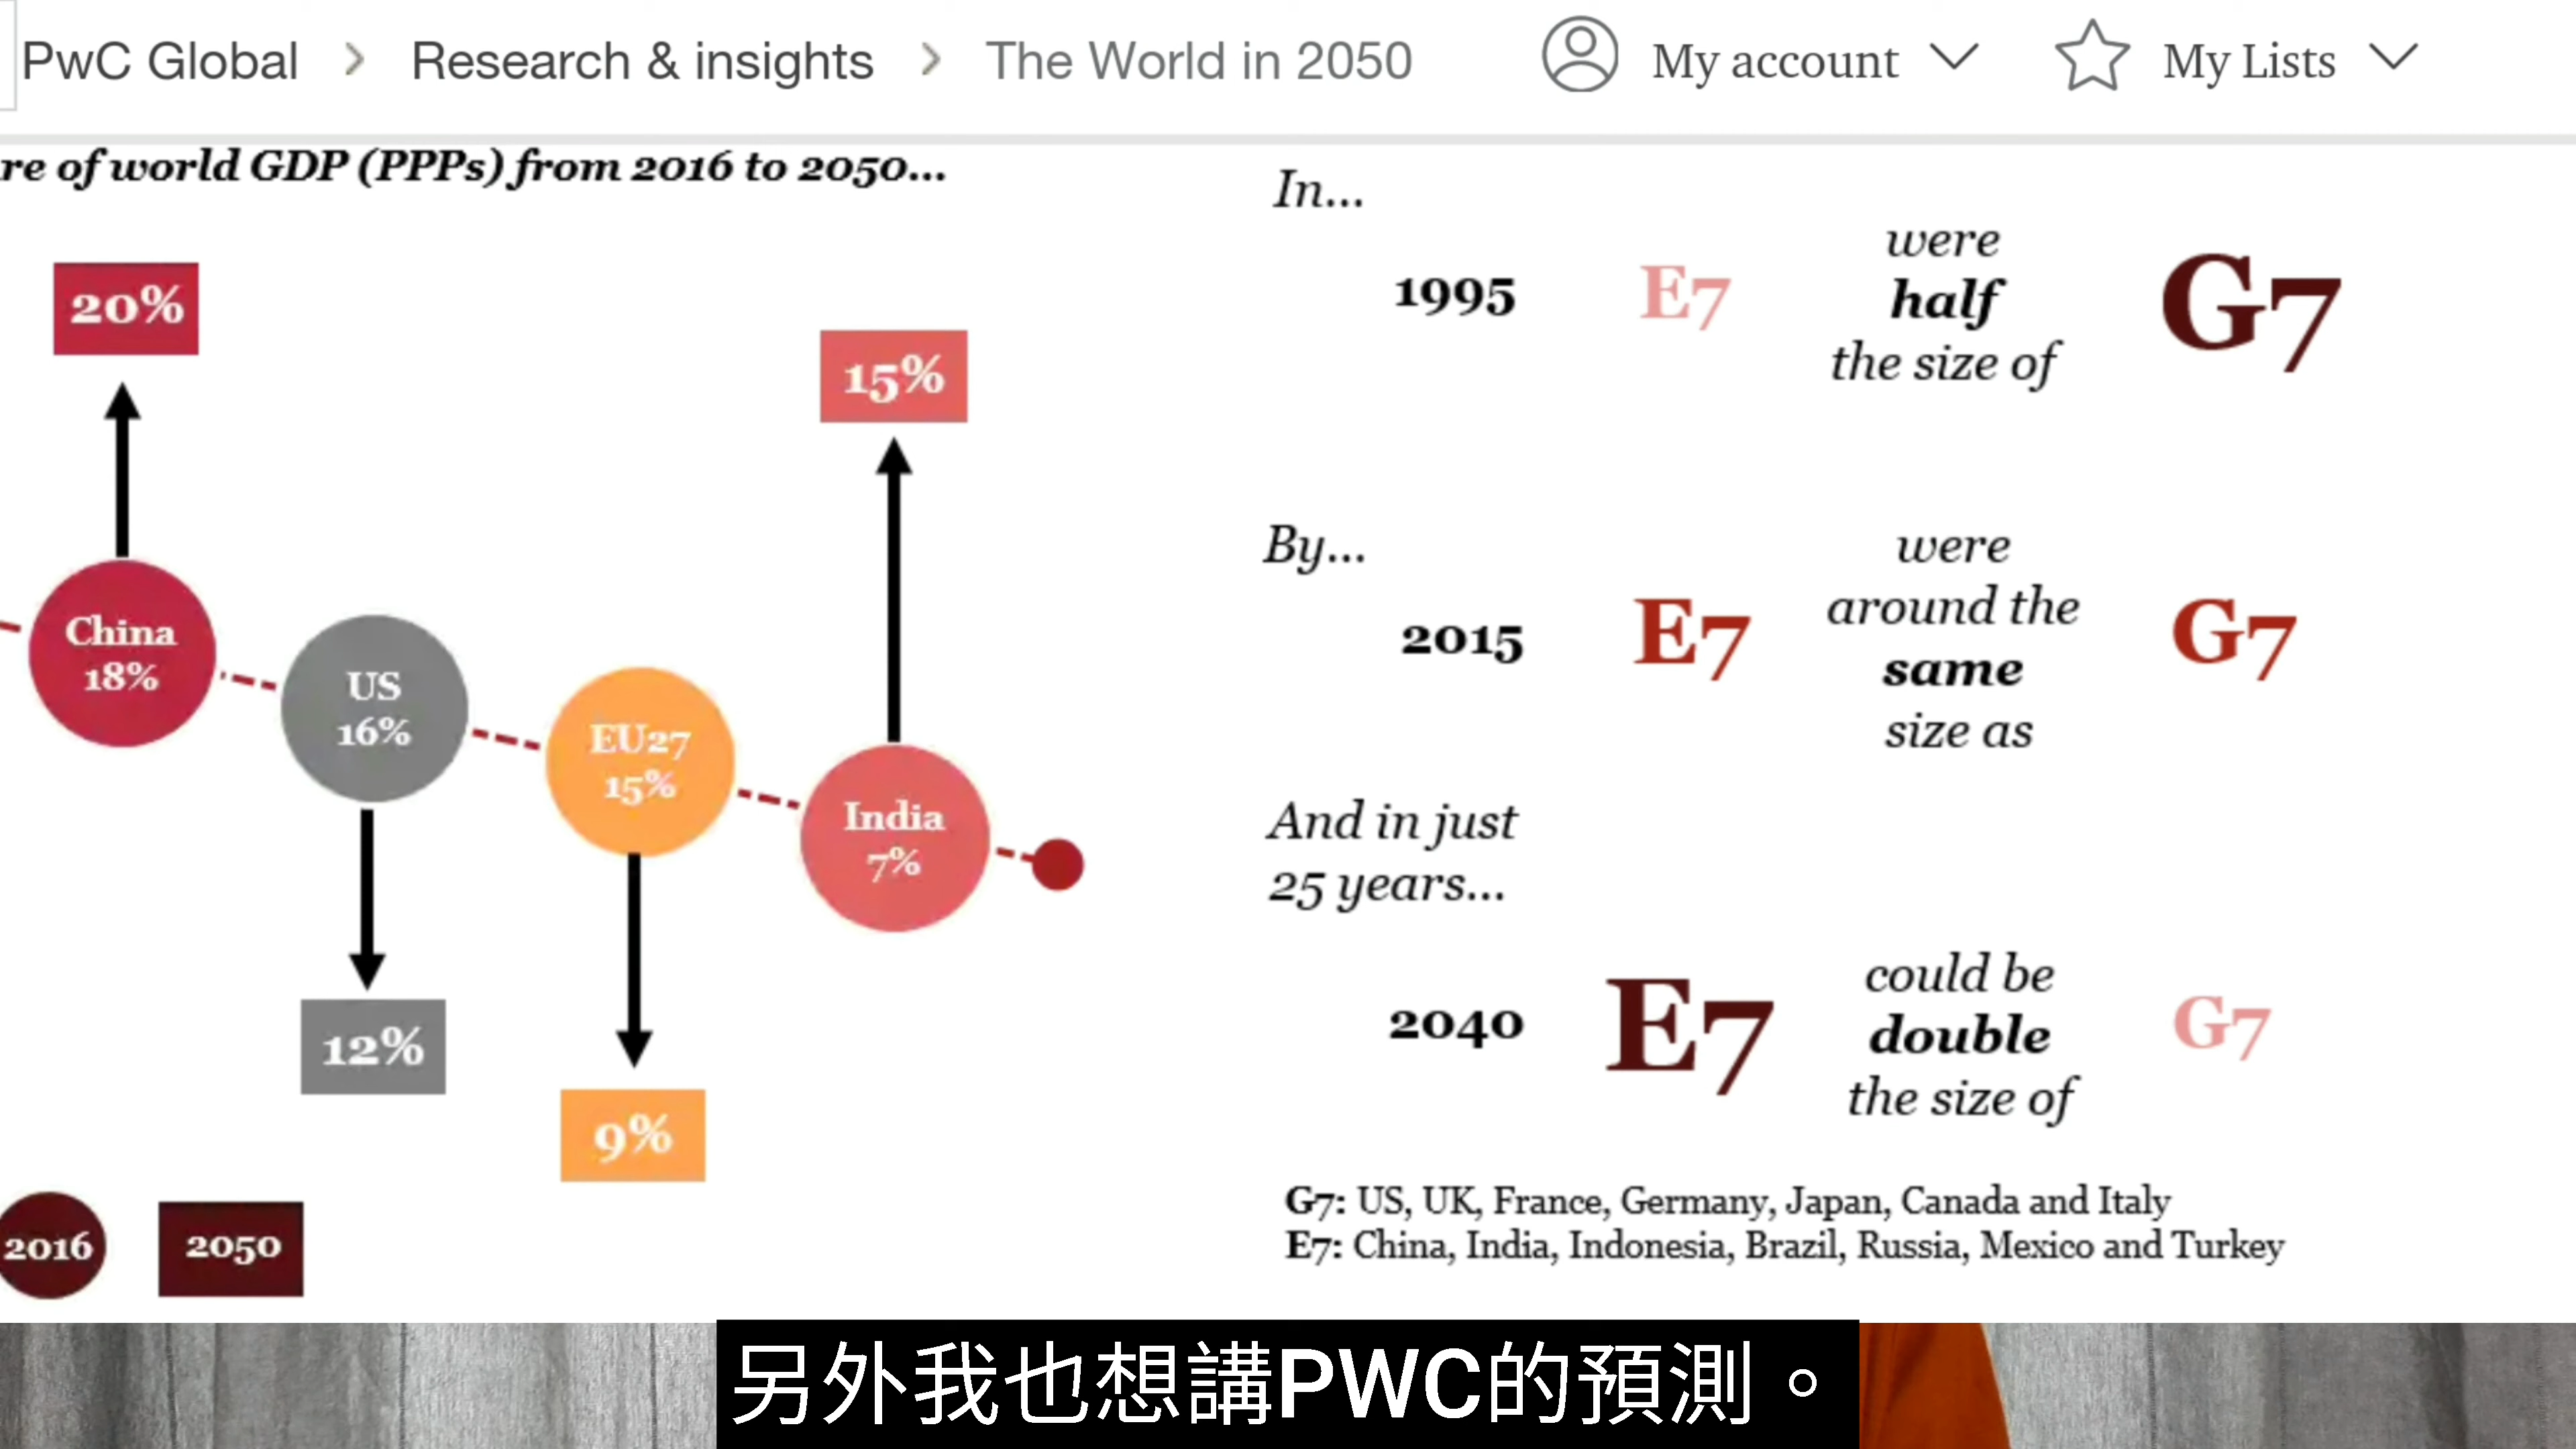 PwC Global > Research & insights > The World in 2050
My account
My Lists
re of world GDP (PPPs) from 2016 to 2050...
20%
15%
China
18%
US
16%
EU27
15%
India
7%
12%
9%
2016
2050
In...
1995
E7
were
half
the size of
G7
By...
2015
E7
were
around the
same
size as
G7
And in just
25 years...
2040
E7
could be
double
the size of
G7
G7: US, UK, France, Germany, Japan, Canada and Italy
E7: China, India, Indonesia, Brazil, Russia, Mexico and Turkey
另外我也想講PWC的預測。